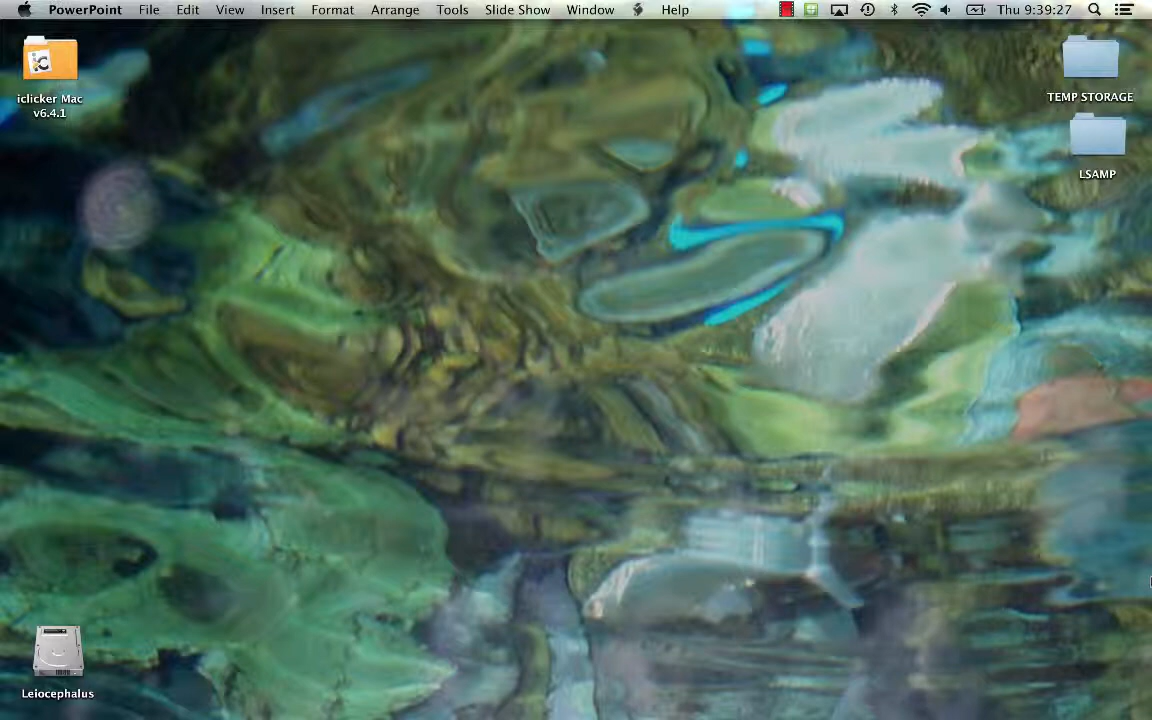 PowerPoint File Edit View Insert Format Arrange Tools Slide Show Window Help Thu 9:39:27
iclicker Mac
v6.4.1
TEMP STORAGE
LSAMP
Leiocephalus